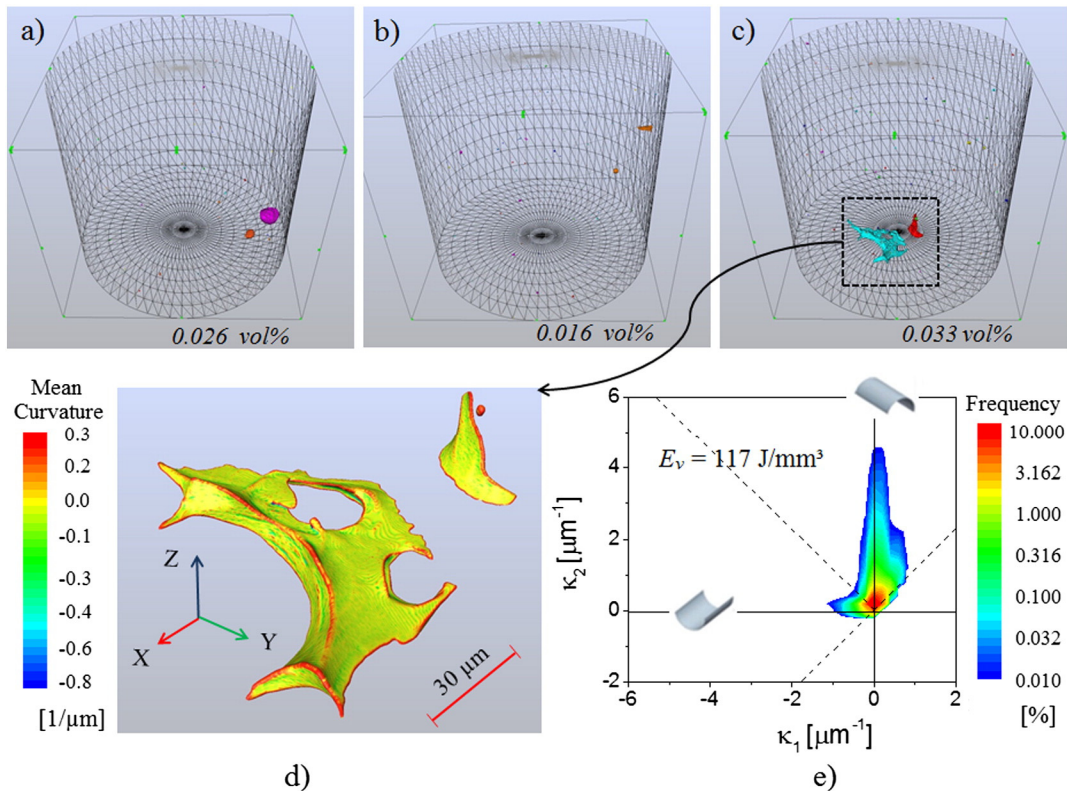 a)
b)
c)
0.026 vol%
0.016 vol%
0.033 vol%
Mean
Curvature
0.3
0.2
0.0
-0.1
-0.3
-0.4
-0.6
-0.8
[1/µm]
Z
X
Y
30 µm
d)
6
4
2
0
-2
-6
-4
-2
0
2
κ2 [µm-1]
κ1 [µm-1]
Ev = 117 J/mm³
Frequency
10.000
3.162
1.000
0.316
0.100
0.032
0.010
[%]
e)